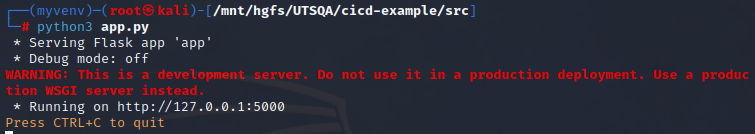 ┌──(myvenv)─(root㉿kali)-[/mnt/hgfs/UTSQA/cicd-example/src]
└─# python3 app.py
 * Serving Flask app 'app'
 * Debug mode: off
WARNING: This is a development server. Do not use it in a production deployment. Use a produc
tion WSGI server instead.
 * Running on http://127.0.0.1:5000
Press CTRL+C to quit